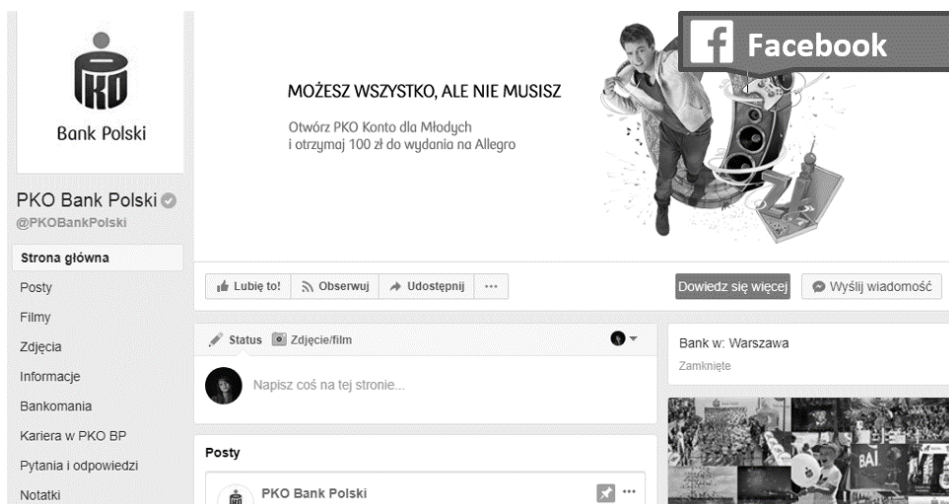 PKO
Bank Polski
PKO Bank Polski
@PKOBankPolski
Strona główna
Posty
Filmy
Zdjęcia
Informacje
Bankomania
Kariera w PKO BP
Pytania i odpowiedzi
Notatki
Facebook
MOŻESZ WSZYSTKO, ALE NIE MUSISZ
Otwórz PKO Konto dla Młodych
i otrzymaj 100 zł do wydania na Allegro
Lubię to! Obserwuj Udostępnij ...
Dowiedz się więcej Wyślij wiadomość
Status Zdjęcie/film
Napisz coś na tej stronie...
Posty
PKO Bank Polski ...
Bank w: Warszawa
Zamknięte
BAI